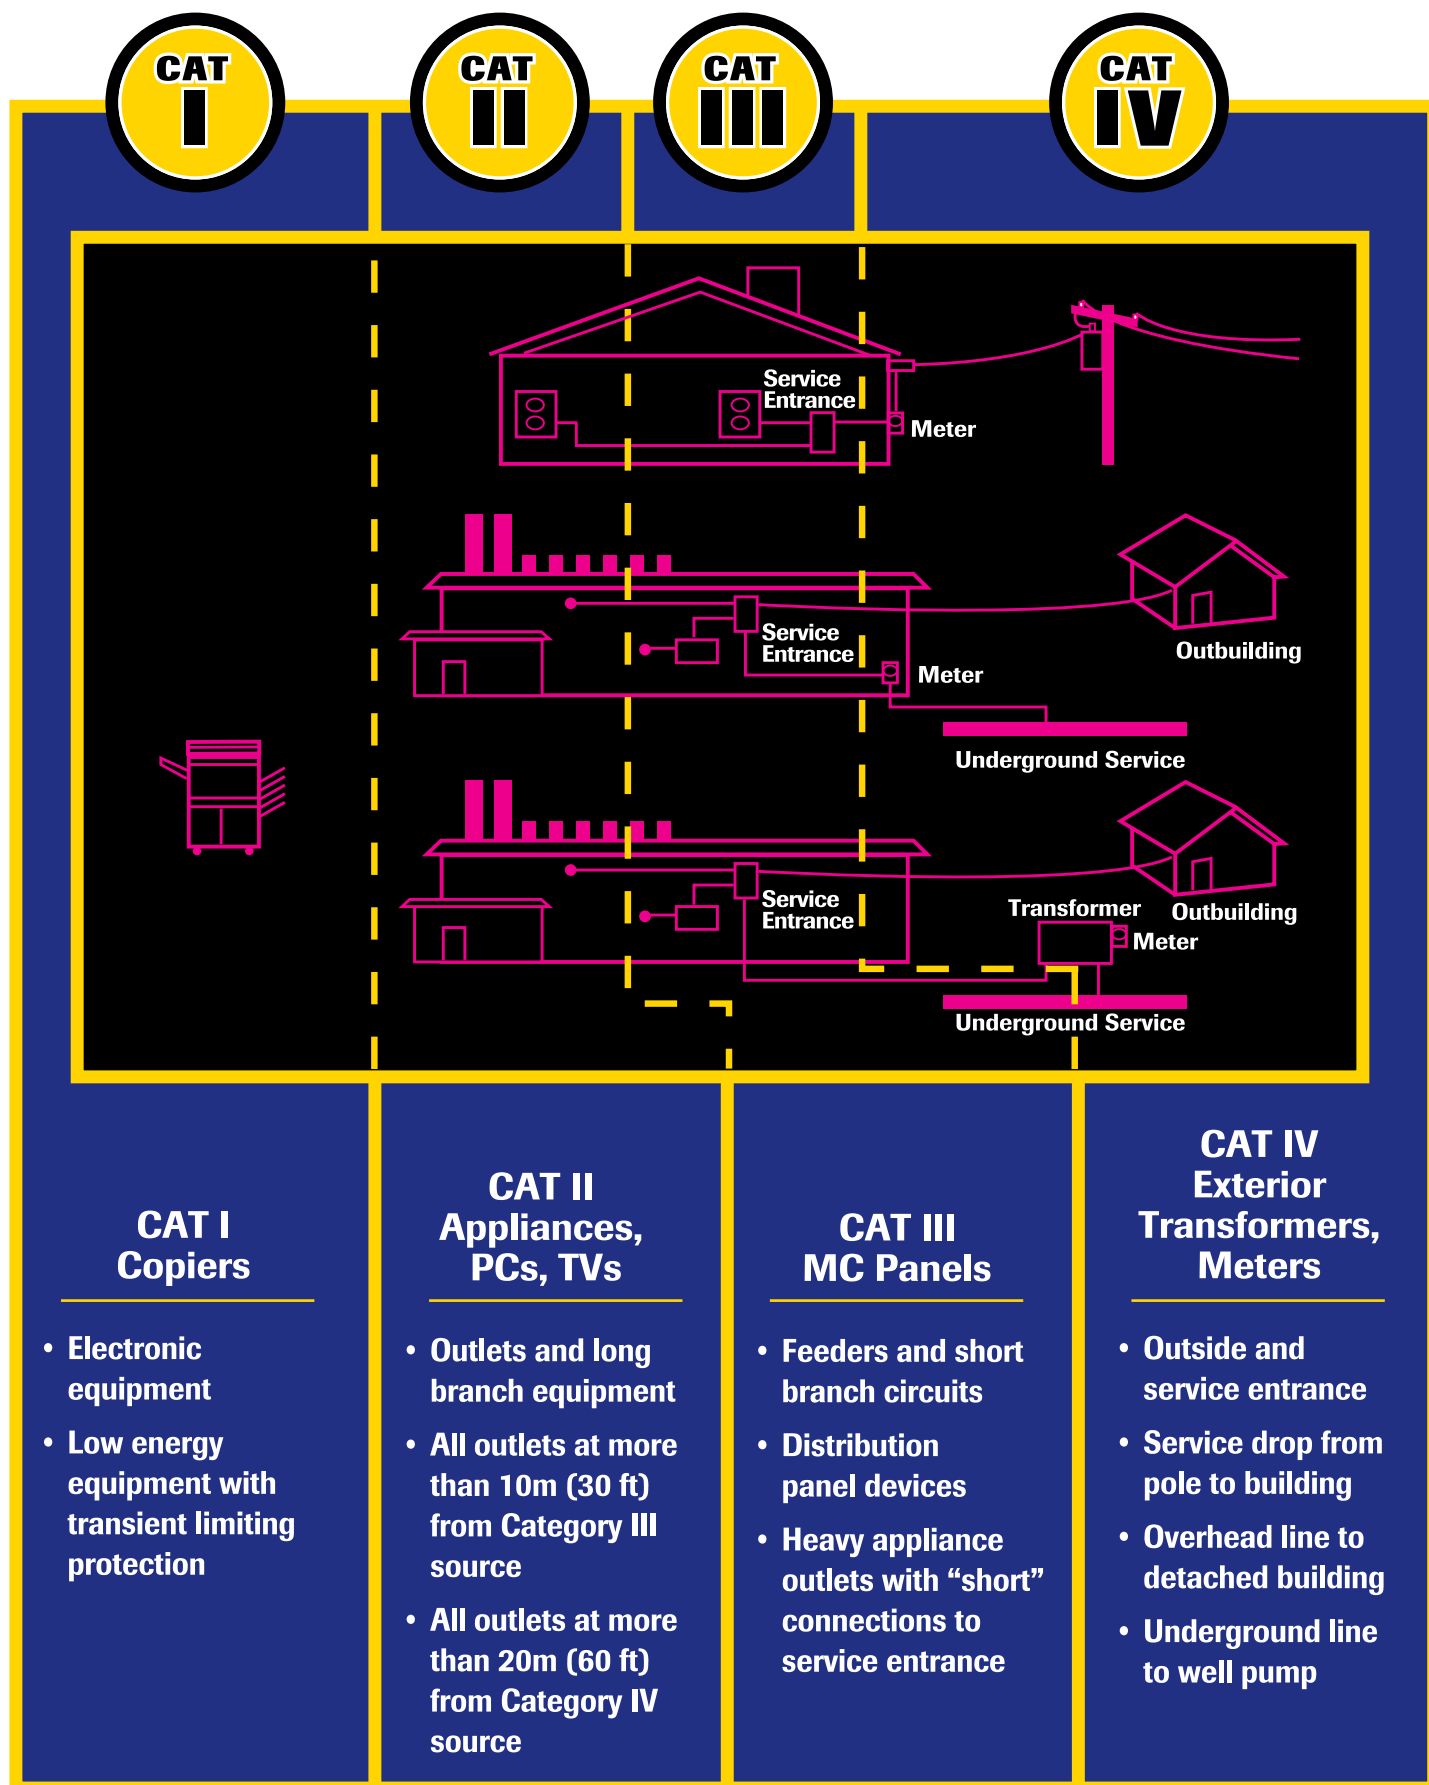 CAT
I
CAT
II
CAT
III
CAT
IV
Service
Entrance
Meter
Service
Entrance
Meter
Outbuilding
Underground Service
Service
Entrance
Transformer
Outbuilding
Meter
Underground Service
CAT I
Copiers
• Electronic
equipment
• Low energy
equipment with
transient limiting
protection
CAT II
Appliances,
PCs, TVs
• Outlets and long
branch equipment
• All outlets at more
than 10m (30 ft)
from Category III
source
• All outlets at more
than 20m (60 ft)
from Category IV
source
CAT III
MC Panels
• Feeders and short
branch circuits
• Distribution
panel devices
• Heavy appliance
outlets with “short”
connections to
service entrance
CAT IV
Exterior
Transformers,
Meters
• Outside and
service entrance
• Service drop from
pole to building
• Overhead line to
detached building
• Underground line
to well pump